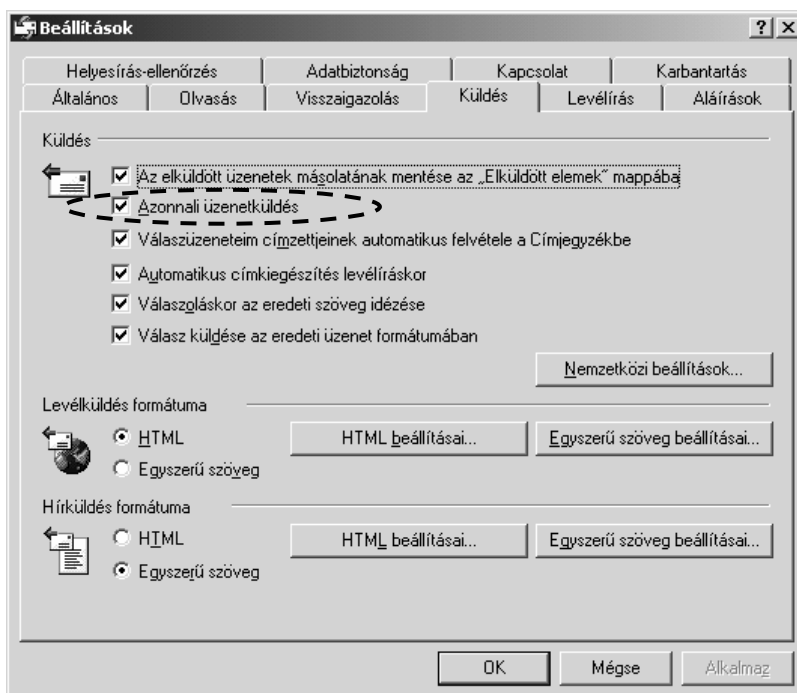 Beállítások
Helyesírás-ellenőrzés Adatbiztonság Kapcsolat Karbantartás
Általános Olvasás Visszaigazolás Küldés Levélírás Aláírások
Küldés
Az elküldött üzenetek másolatának mentése az „Elküldött elemek” mappába
Azonnali üzenetküldés
Válaszüzeneteim címzettjeinek automatikus felvétele a Címjegyzékbe
Automatikus címkiegészítés levélíráskor
Válaszoláskor az eredeti szöveg idézése
Válasz küldése az eredeti üzenet formátumában
Nemzetközi beállítások...
Levélküldés formátuma
HTML HTML beállításai... Egyszerű szöveg beállításai...
Egyszerű szöveg
Hírküldés formátuma
HTML HTML beállításai... Egyszerű szöveg beállításai...
Egyszerű szöveg
OK Mégse Alkalmaz